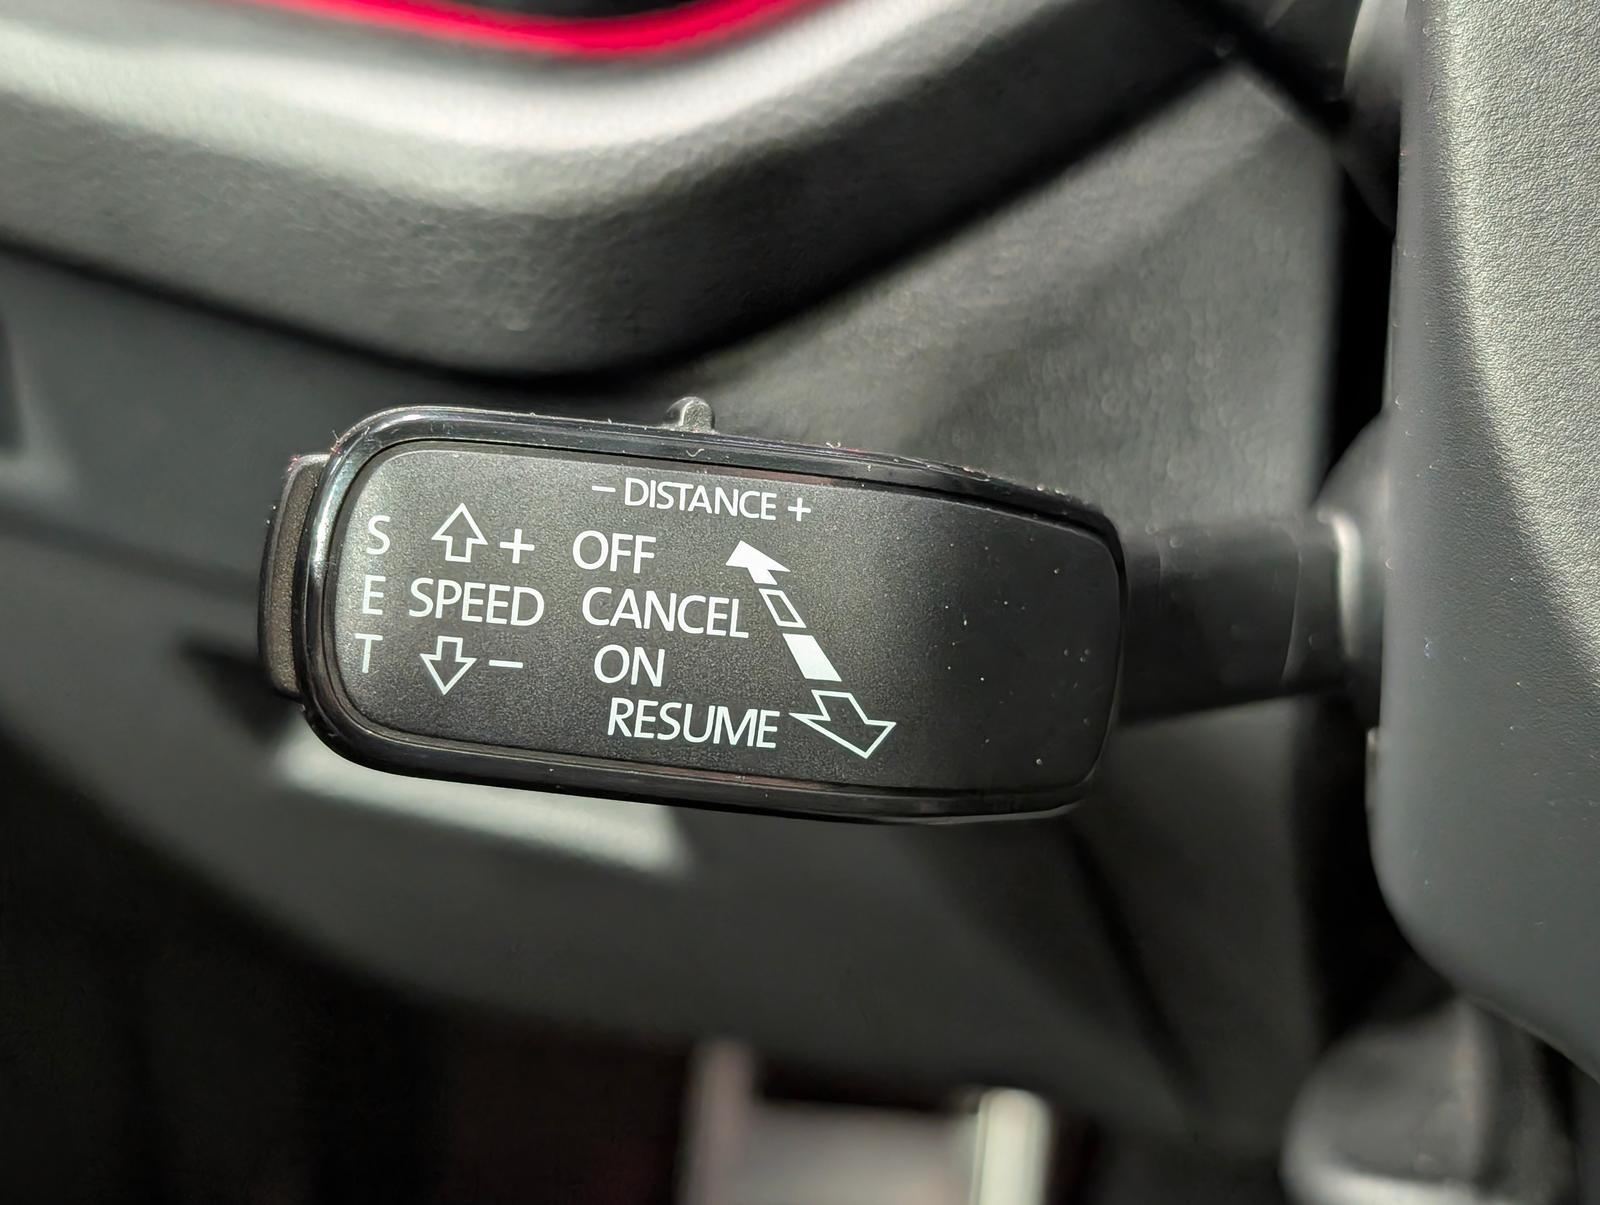 – DISTANCE +
S + OFF
E SPEED CANCEL
T – ON
RESUME